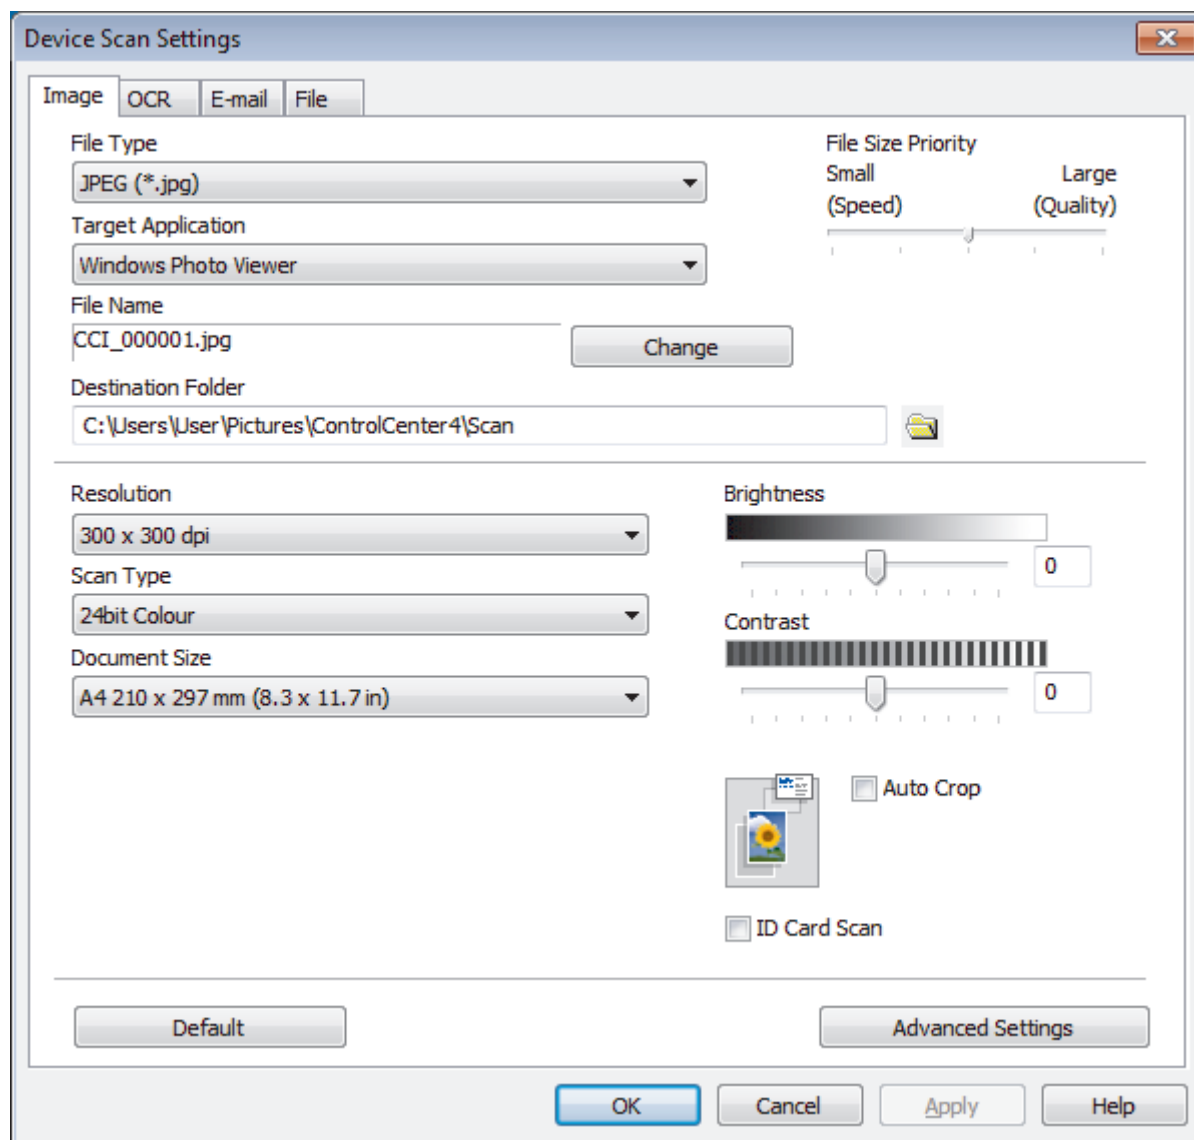 Device Scan Settings
Image OCR E-mail File
File Type
JPEG (*.jpg)
Target Application
Windows Photo Viewer
File Name
CCI_000001.jpg
Change
Destination Folder
C:\Users\User\Pictures\ControlCenter4\Scan
File Size Priority
Small Large
(Speed) (Quality)
Resolution
300 x 300 dpi
Scan Type
24bit Colour
Document Size
A4 210 x 297 mm (8.3 x 11.7 in)
Brightness
0
Contrast
0
Auto Crop
ID Card Scan
Default Advanced Settings
OK Cancel Apply Help